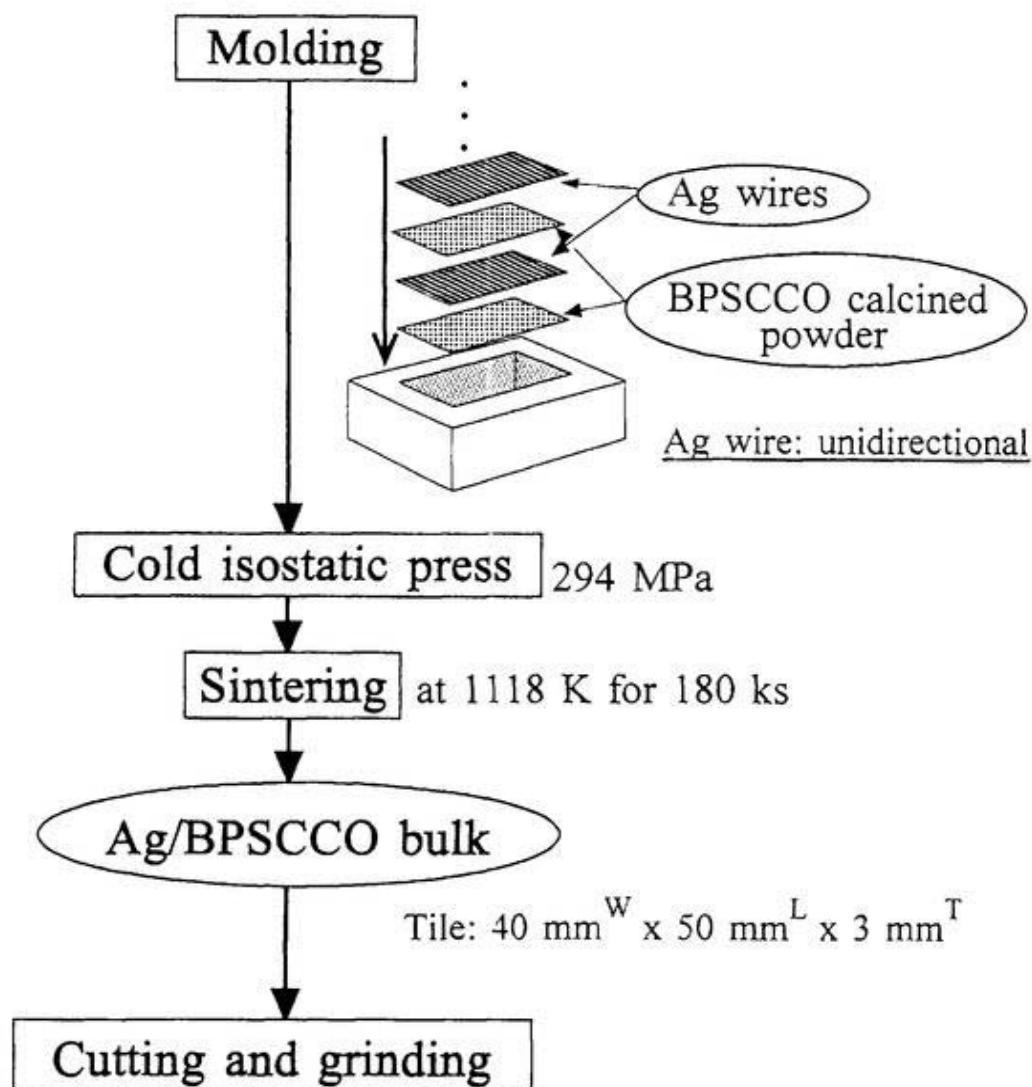 Molding
Ag wires
BPSCCO calcined
powder
Ag wire: unidirectional
Cold isostatic press
294 MPa
Sintering
at 1118 K for 180 ks
Ag/BPSCCO bulk
Tile: 40 mm^W x 50 mm^L x 3 mm^T
Cutting and grinding